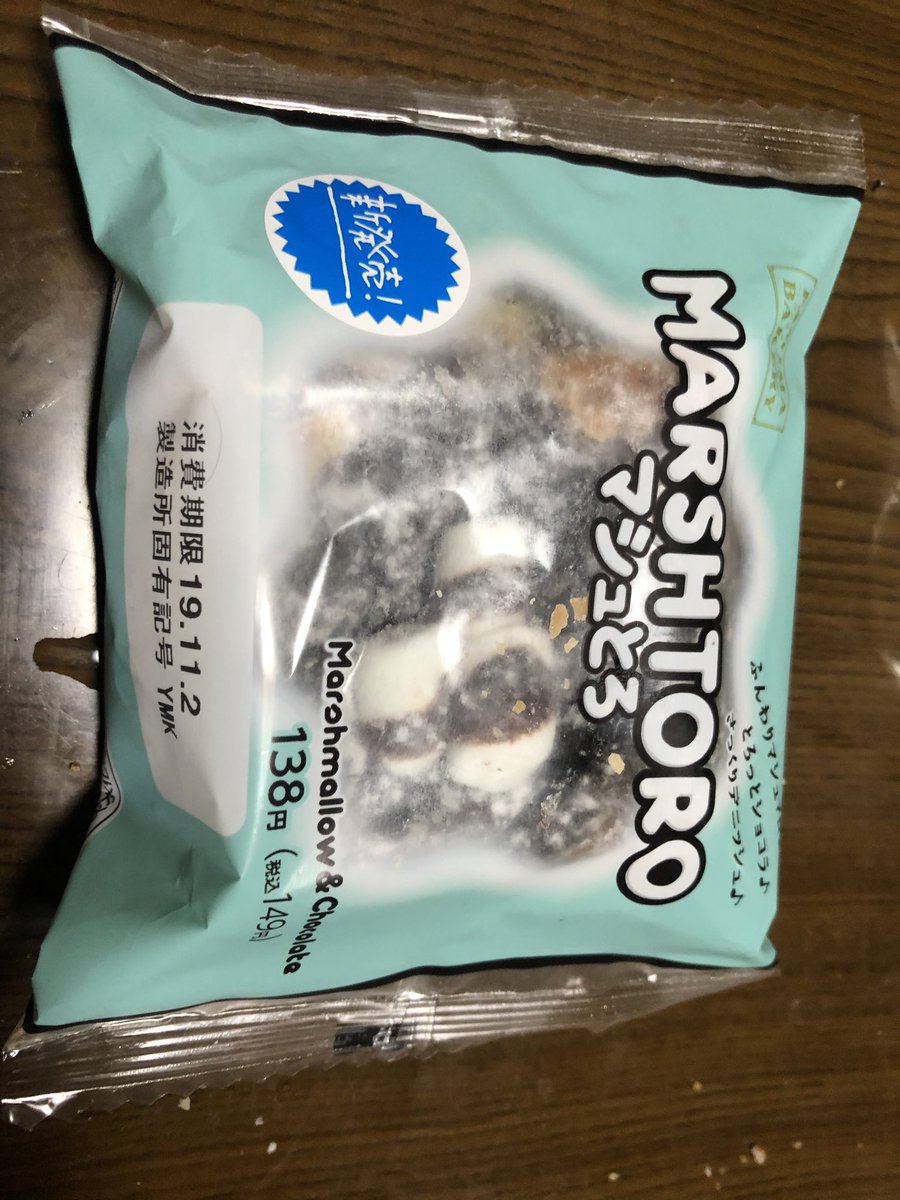 BAKERY
ふんわりマシュ
とろっとショコラ♪
さっくりデニッシュ♪
MARSHTORO
マシュとろ
新発売!
Marshmallow & Chocolate
138円(税込149円)
消費期限 19.11.2
製造所固有記号 YMK